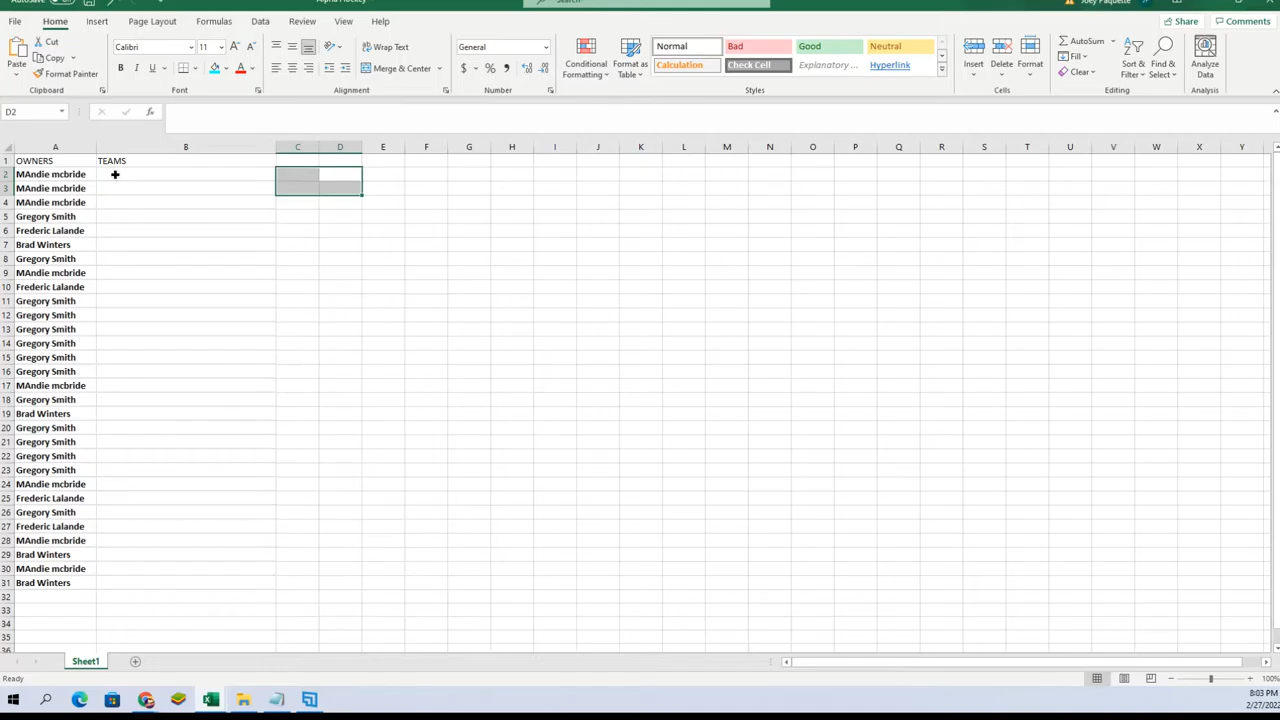 AutoSave
Alpha Hockey
Search
Joey Paquette
File Home Insert Page Layout Formulas Data Review View Help Share Comments
Paste Cut Copy Format Painter Clipboard
Calibri 11 Font
Wrap Text Merge & Center Alignment
General $ % , Number
Conditional Formatting Format as Table
Normal Bad Good Neutral
Calculation Check Cell Explanatory ... Hyperlink
Styles
Insert Delete Format Cells
AutoSum Fill Clear Sort & Filter Find & Select Editing
Analyze Data Analysis
D2 fx
A B C D E F G H I J K L M N O P Q R S T U V W X Y
1 OWNERS TEAMS
2 MAndie mcbride
3 MAndie mcbride
4 MAndie mcbride
5 Gregory Smith
6 Frederic Lalande
7 Brad Winters
8 Gregory Smith
9 MAndie mcbride
10 Frederic Lalande
11 Gregory Smith
12 Gregory Smith
13 Gregory Smith
14 Gregory Smith
15 Gregory Smith
16 Gregory Smith
17 MAndie mcbride
18 Gregory Smith
19 Brad Winters
20 Gregory Smith
21 Gregory Smith
22 Gregory Smith
23 Gregory Smith
24 MAndie mcbride
25 Frederic Lalande
26 Gregory Smith
27 Frederic Lalande
28 MAndie mcbride
29 Brad Winters
30 MAndie mcbride
31 Brad Winters
32
33
34
35
36
Sheet1
Ready 100%
8:03 PM
2/27/2022